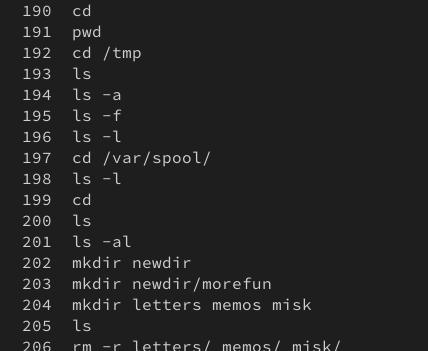 190 cd
191 pwd
192 cd /tmp
193 ls
194 ls -a
195 ls -f
196 ls -l
197 cd /var/spool/
198 ls -l
199 cd
200 ls
201 ls -al
202 mkdir newdir
203 mkdir newdir/morefun
204 mkdir letters memos misk
205 ls
206 rm -r letters/ memos/ misk/